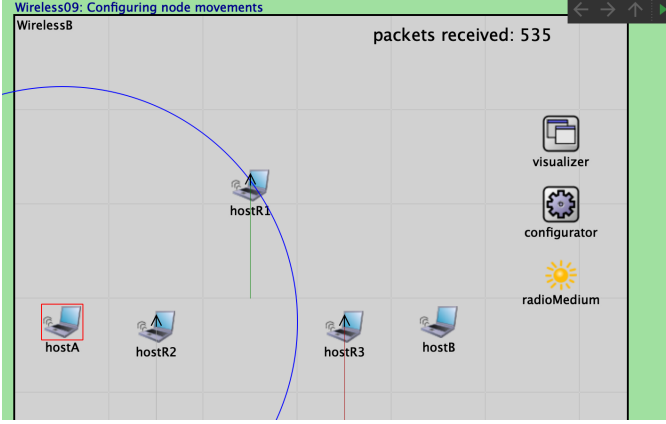 Wireless09: Configuring node movements
WirelessB
packets received: 535
visualizer
hostR1
configurator
radioMedium
hostA
hostR2
hostR3
hostB